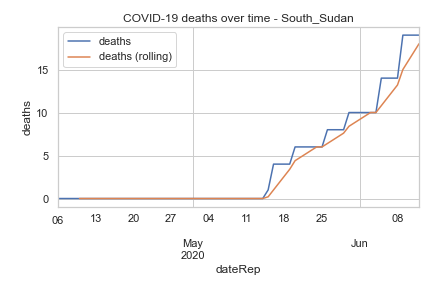 COVID-19 deaths over time - South_Sudan
deaths
deaths (rolling)
deaths
15
10
5
0
06
13
20
27
04
11
18
25
08
May
2020
Jun
dateRep